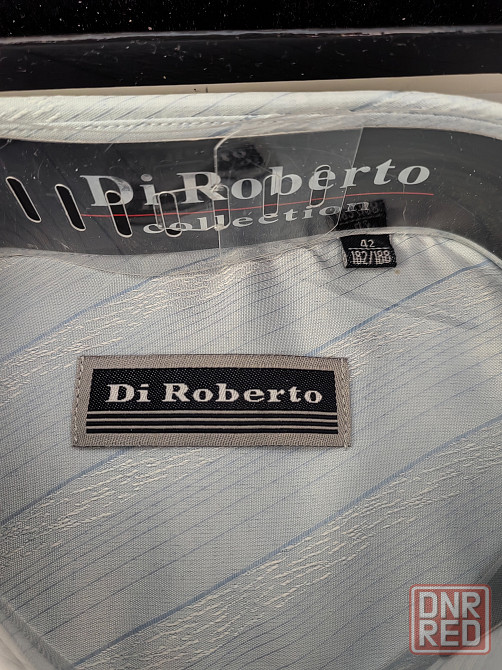 Di Roberto
collection
42
182/188
Di Roberto
DNR
RED